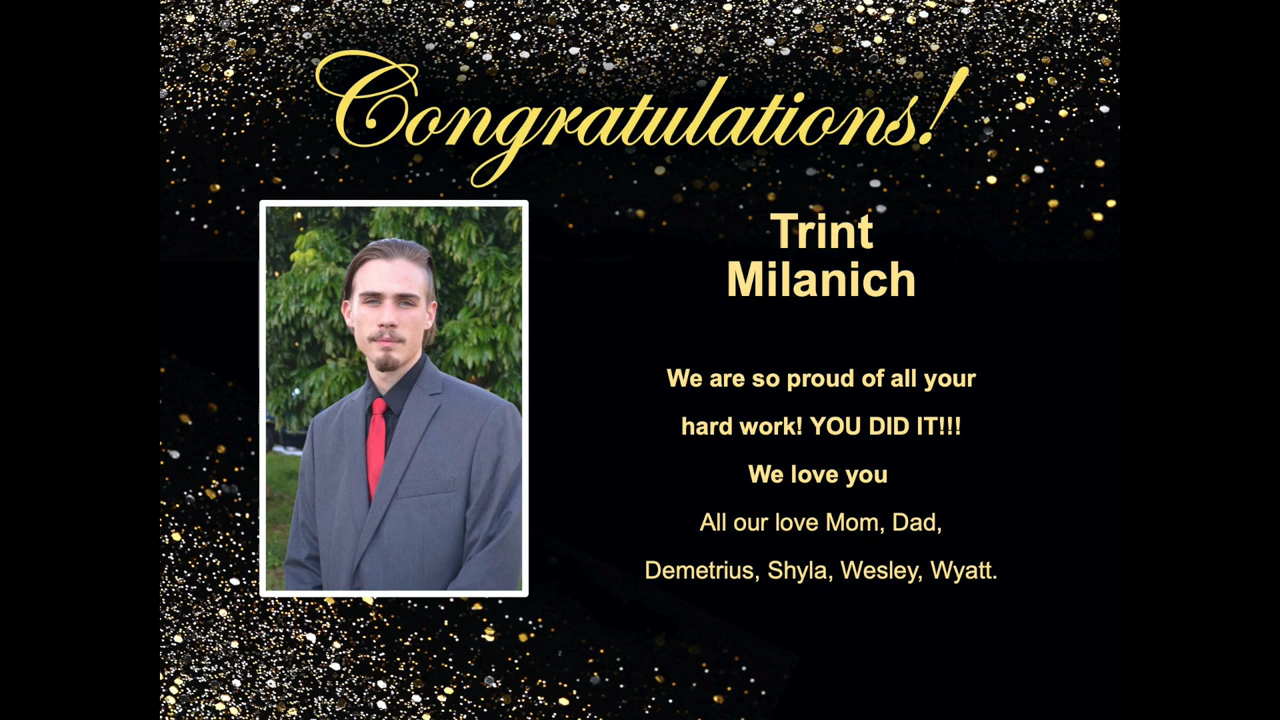 Congratulations!
Trint
Milanich
We are so proud of all your
hard work! YOU DID IT!!!
We love you
All our love Mom, Dad,
Demetrius, Shyla, Wesley, Wyatt.